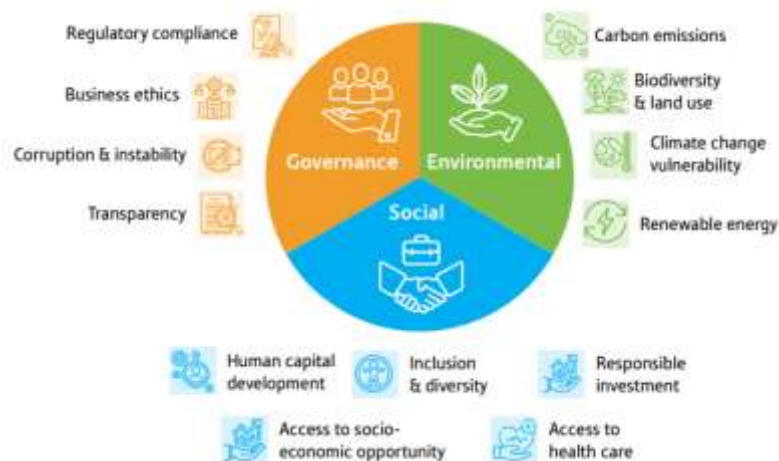 Regulatory compliance
Business ethics
Corruption & instability
Transparency
Governance
Environmental
Social
Carbon emissions
Biodiversity
& land use
Climate change
vulnerability
Renewable energy
Human capital
development
Inclusion
& diversity
Responsible
investment
Access to socio-
economic opportunity
Access to
health care